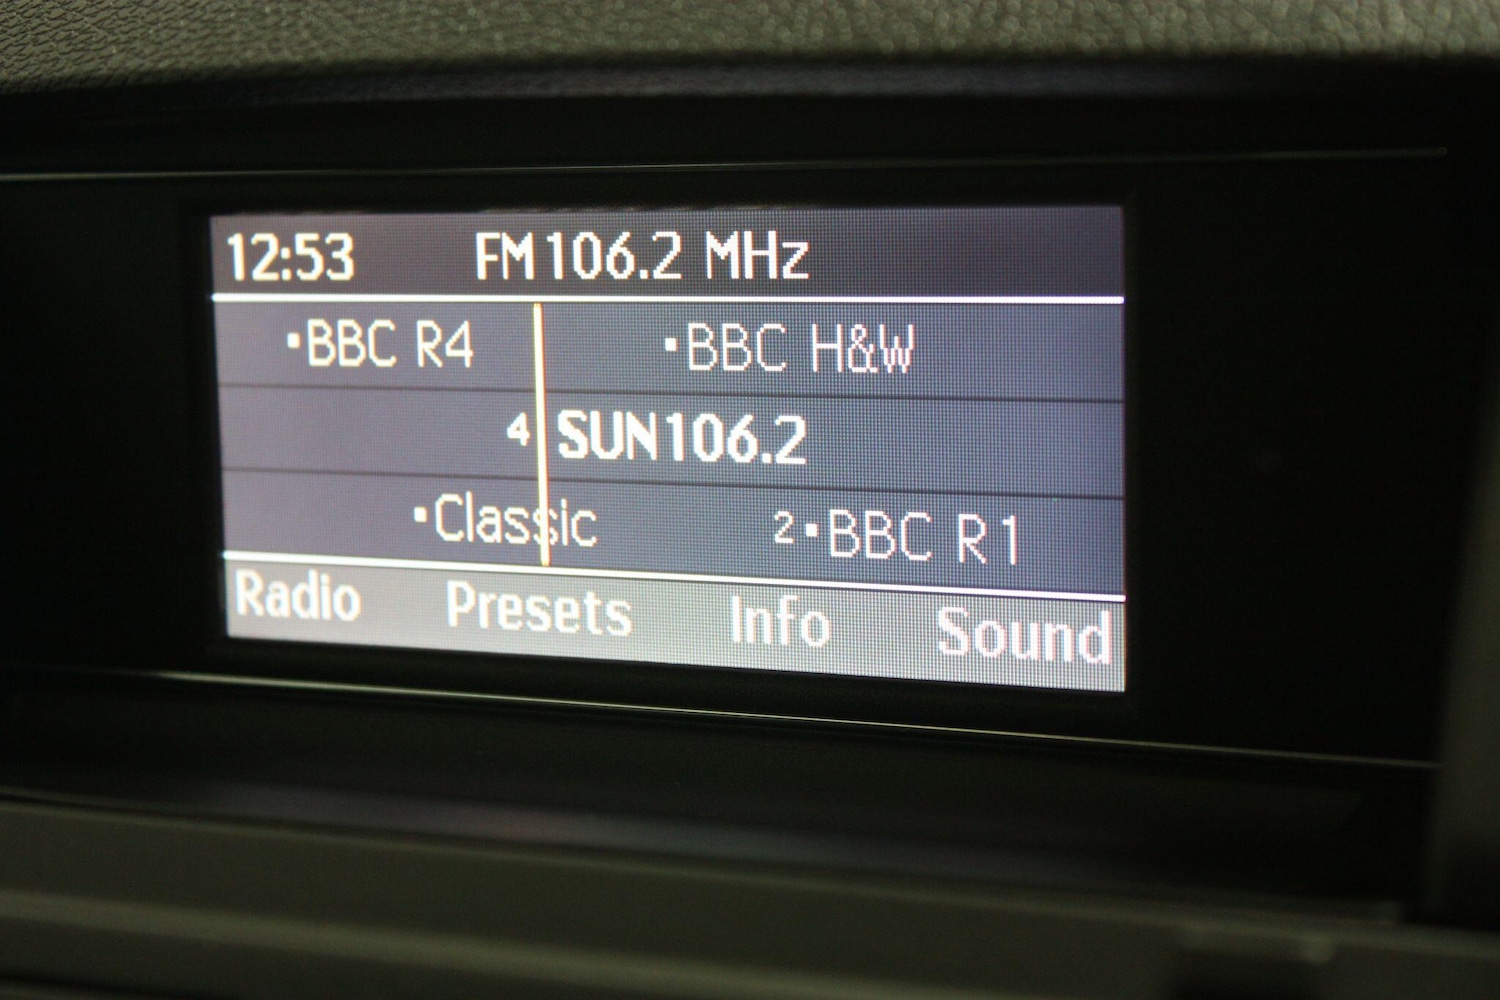 12:53 FM 106.2 MHz
▪BBC R4 ▪BBC H&W
4 SUN106.2
▪Classic 2▪BBC R1
Radio Presets Info Sound